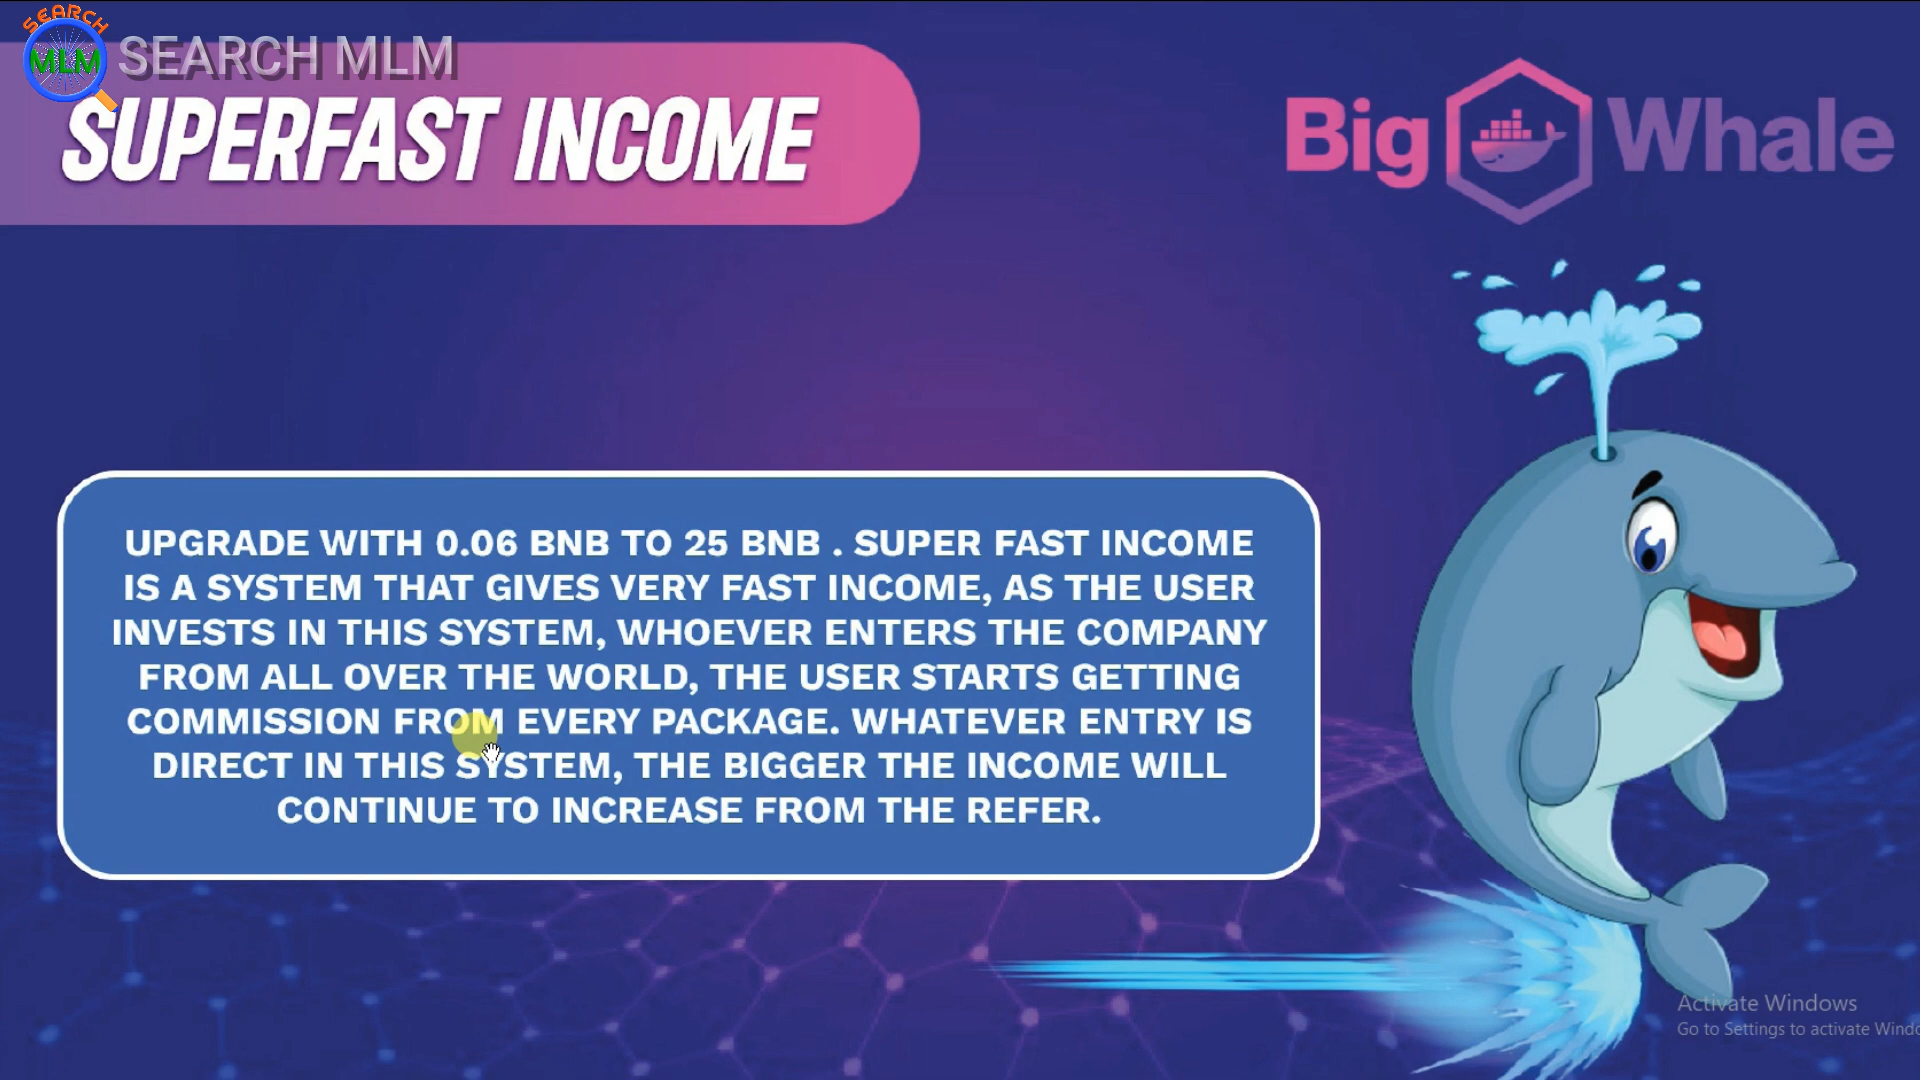 SEARCH
MLM
SEARCH MLM
SUPERFAST INCOME
Big Whale
UPGRADE WITH 0.06 BNB TO 25 BNB . SUPER FAST INCOME
IS A SYSTEM THAT GIVES VERY FAST INCOME, AS THE USER
INVESTS IN THIS SYSTEM, WHOEVER ENTERS THE COMPANY
FROM ALL OVER THE WORLD, THE USER STARTS GETTING
COMMISSION FROM EVERY PACKAGE. WHATEVER ENTRY IS
DIRECT IN THIS SYSTEM, THE BIGGER THE INCOME WILL
CONTINUE TO INCREASE FROM THE REFER.
Activate Windows
Go to Settings to activate Windo